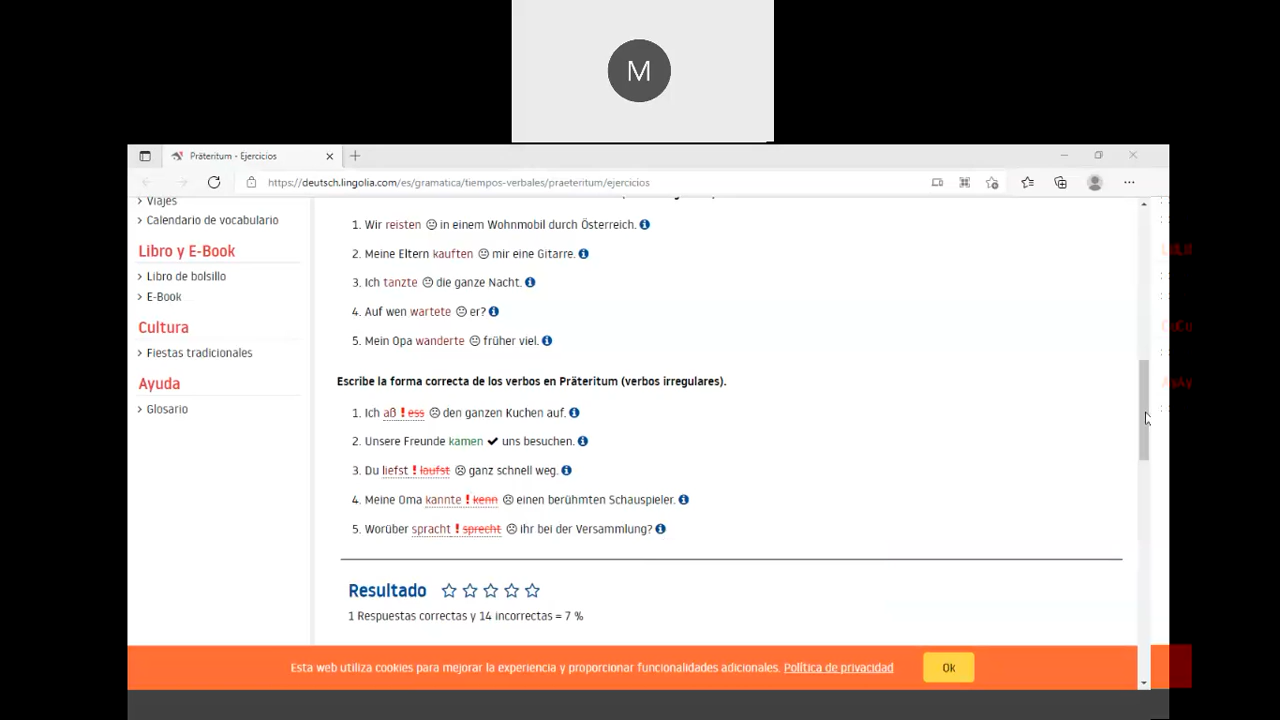 M
Präteritum - Ejercicios
https://deutsch.lingolia.com/es/gramatica/tiempos-verbales/praeteritum/ejercicios
Viajes
Calendario de vocabulario
Libro y E-Book
Libro de bolsillo
E-Book
Cultura
Fiestas tradicionales
Ayuda
Glosario
1. Wir reisten in einem Wohnmobil durch Österreich.
2. Meine Eltern kauften mir eine Gitarre.
3. Ich tanzte die ganze Nacht.
4. Auf wen wartete er?
5. Mein Opa wanderte früher viel.
Escribe la forma correcta de los verbos en Präteritum (verbos irregulares).
1. Ich aß ! ess den ganzen Kuchen auf.
2. Unsere Freunde kamen ✔ uns besuchen.
3. Du liefst ! laufst ganz schnell weg.
4. Meine Oma kannte ! kenn einen berühmten Schauspieler.
5. Worüber spracht ! sprecht ihr bei der Versammlung?
Resultado
1 Respuestas correctas y 14 incorrectas = 7 %
Esta web utiliza cookies para mejorar la experiencia y proporcionar funcionalidades adicionales. Política de privacidad
Ok